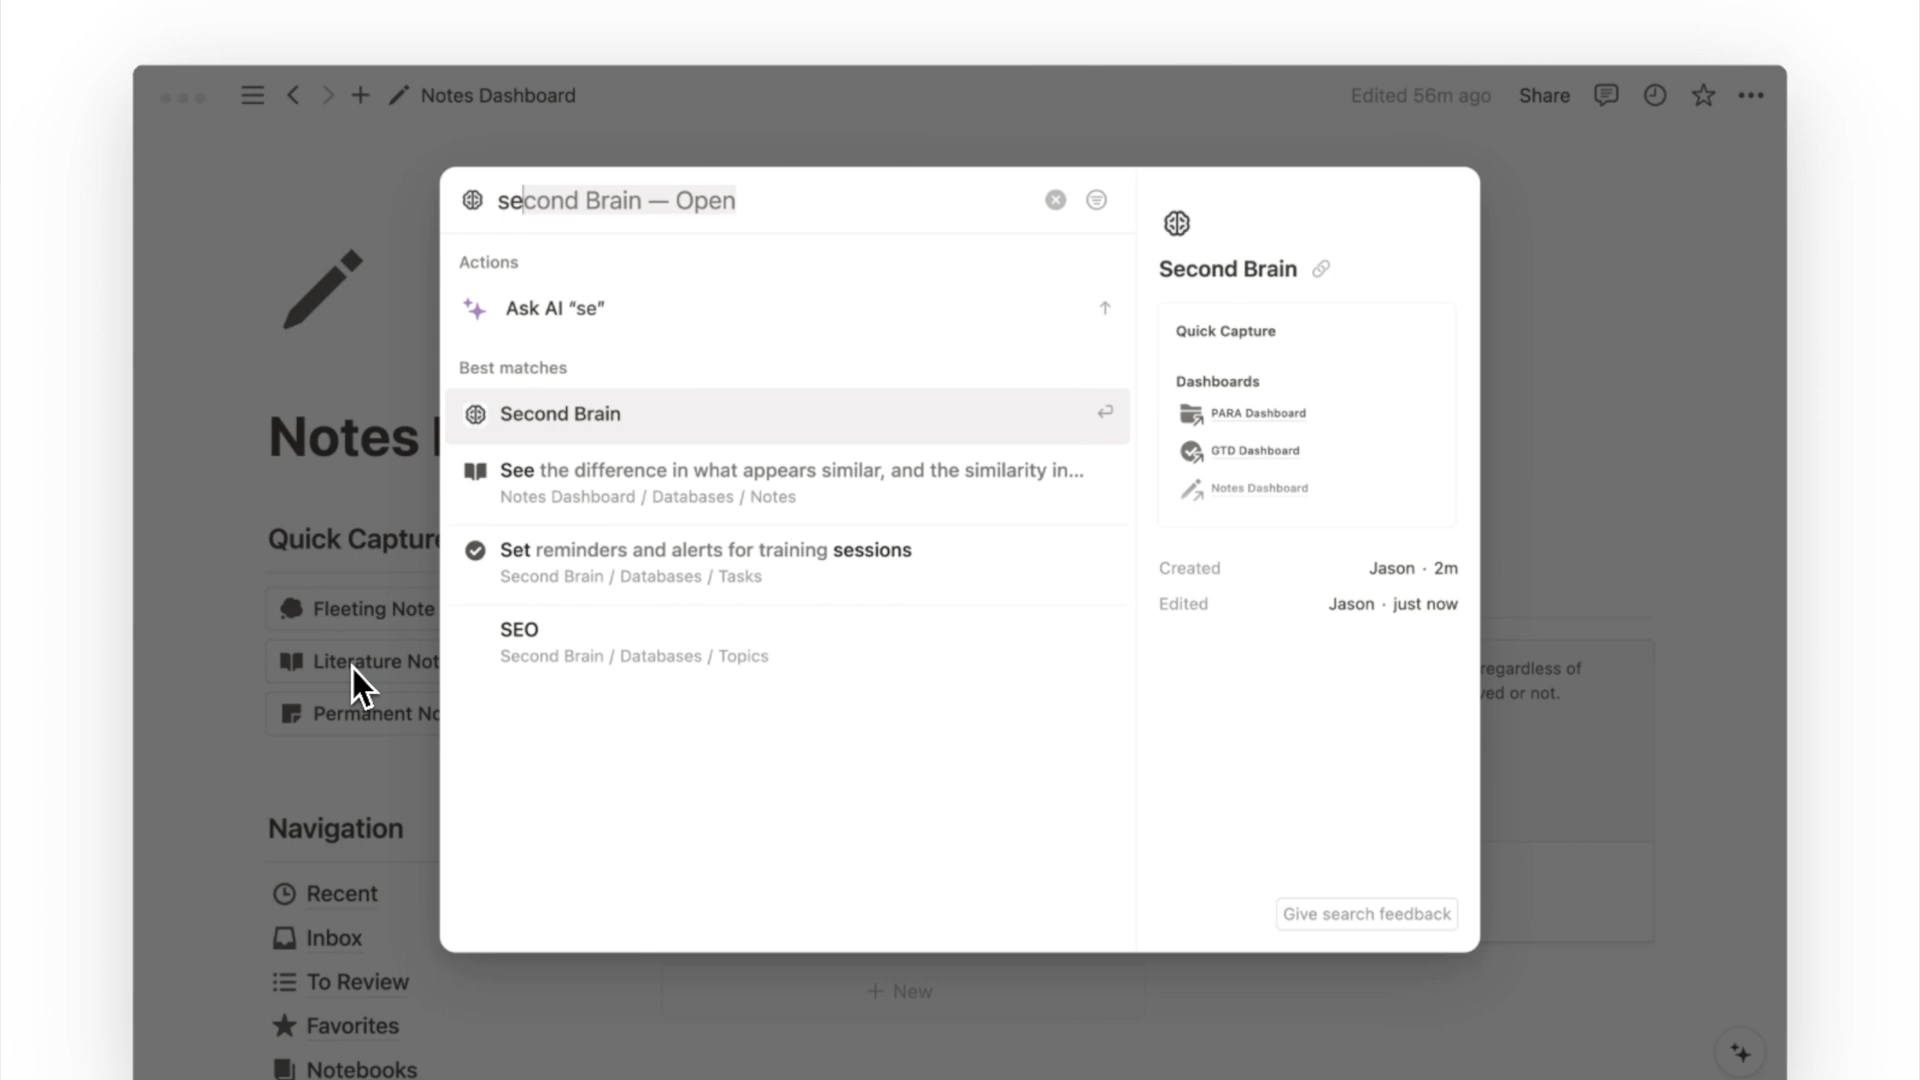 Notes Dashboard
Edited 56m ago
Share
second Brain — Open
Actions
Ask AI “se”
Best matches
Second Brain
See the difference in what appears similar, and the similarity in...
Notes Dashboard / Databases / Notes
Set reminders and alerts for training sessions
Second Brain / Databases / Tasks
SEO
Second Brain / Databases / Topics
Second Brain
Quick Capture
Dashboards
PARA Dashboard
GTD Dashboard
Notes Dashboard
Created Jason · 2m
Edited Jason · just now
Give search feedback
Notes
Quick Capture
Fleeting Note
Literature Not
Permanent No
Navigation
Recent
Inbox
To Review
Favorites
Notebooks
regardless of
ed or not.
+ New